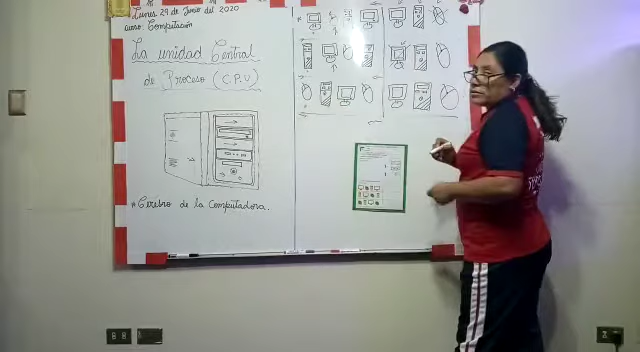 Lunes 29 de Junio del 2020
curso: Computación
La unidad Central
de Proceso (C.P.U)
* Cerebro de la Computadora.